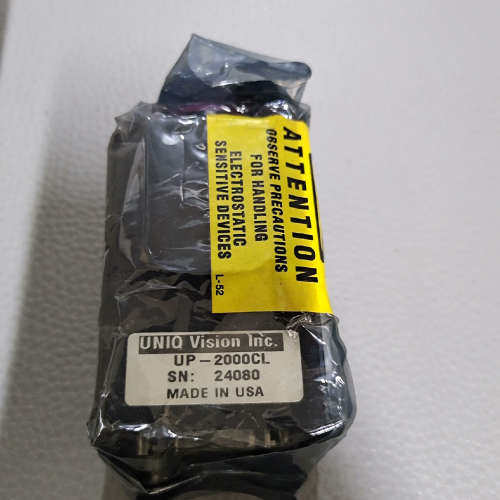 ATTENTION
OBSERVE PRECAUTIONS
FOR HANDLING
ELECTROSTATIC
SENSITIVE DEVICES
L-52
UNIQ Vision Inc.
UP-2000CL
SN: 24080
MADE IN USA